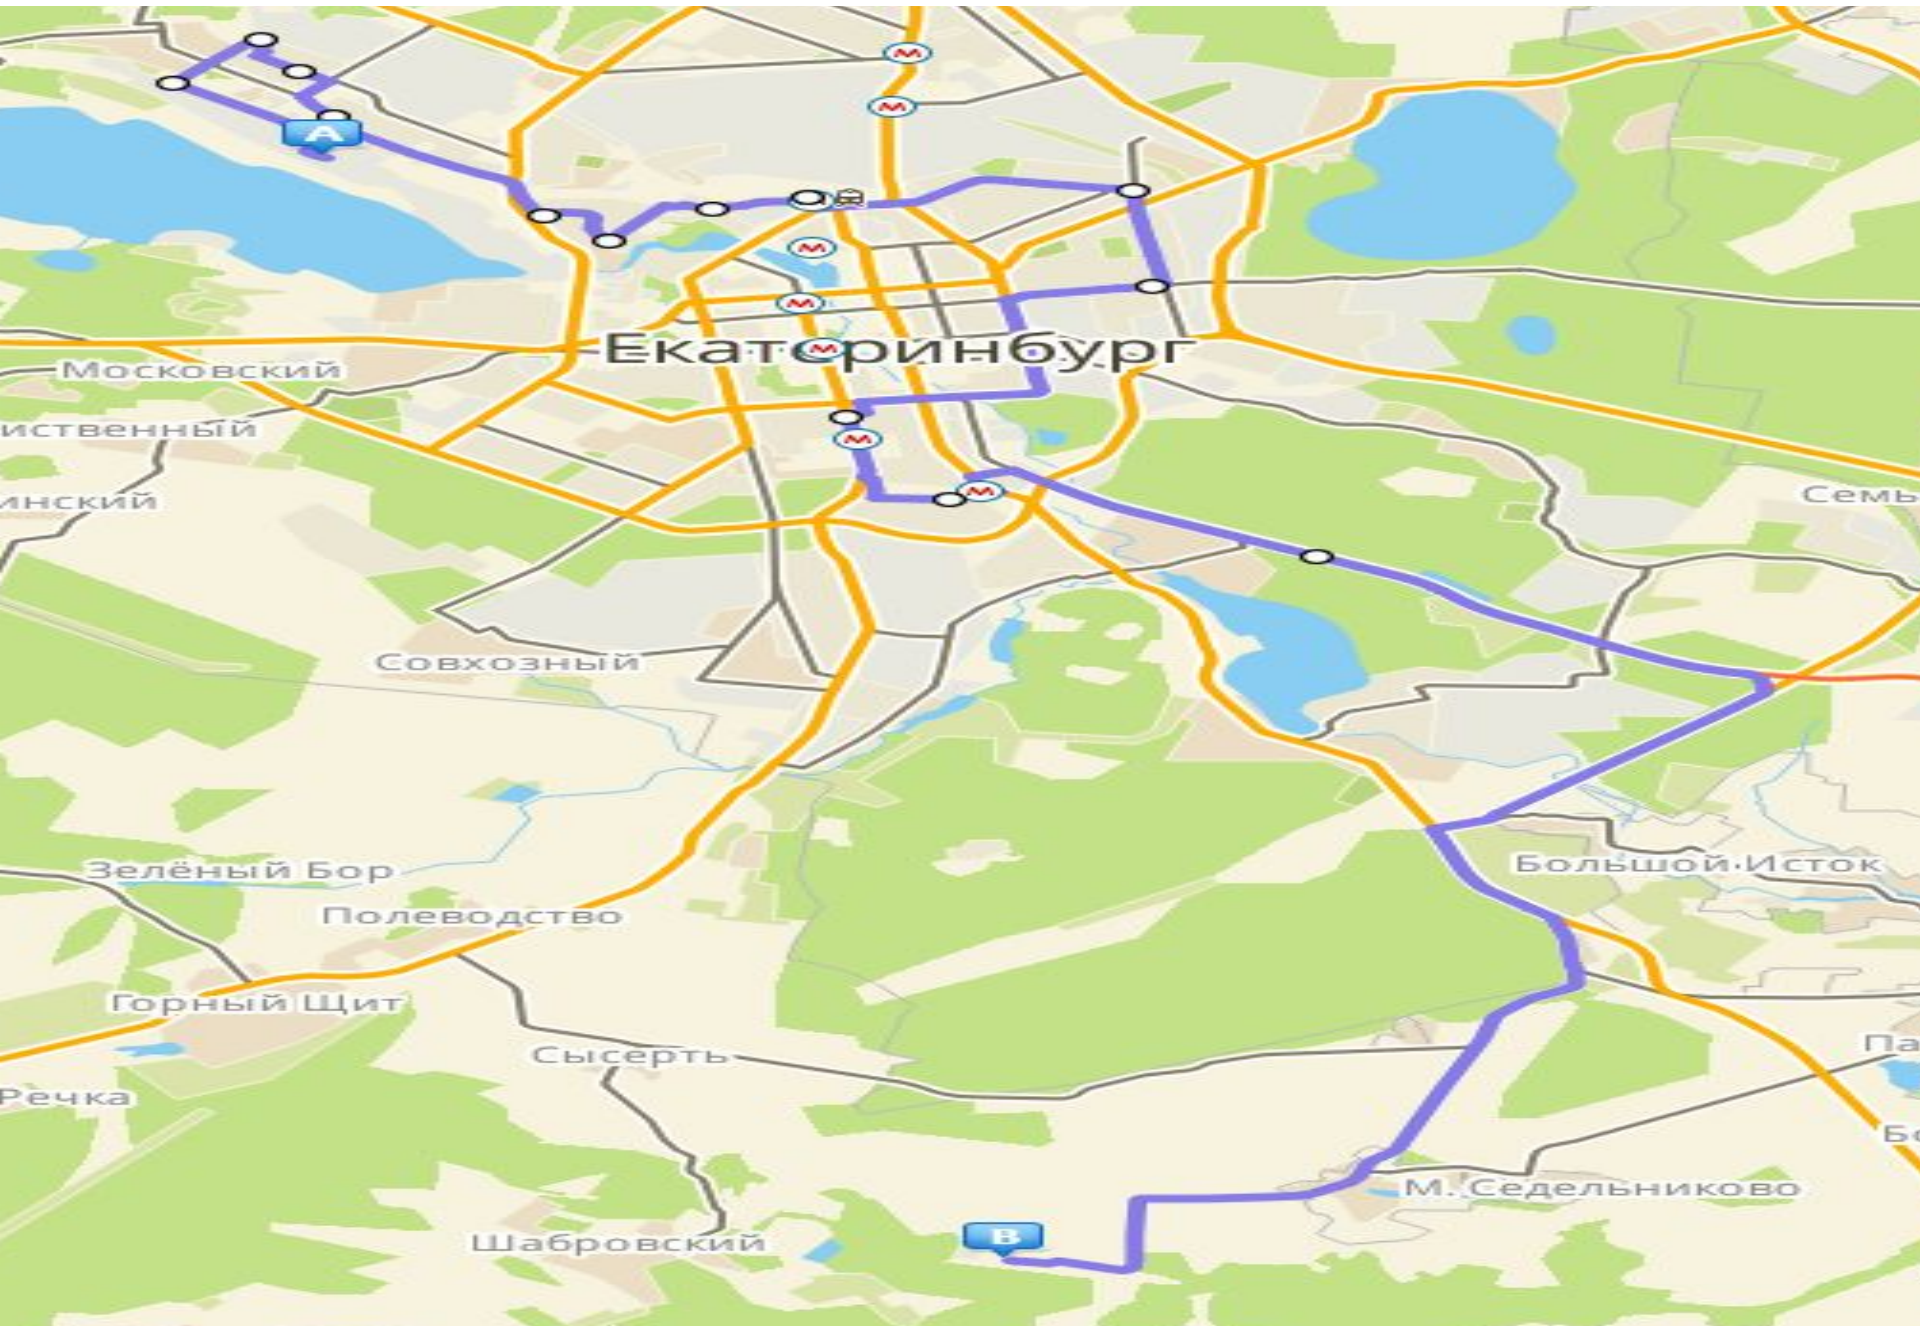 М
М
А
М
М
Екатеринбург
М
Московский
М
М
Совхозный
Большой Исток
Зелёный Бор
Полеводство
Горный Щит
Сысерть
Речка
М. Седельниково
В
Шабровский